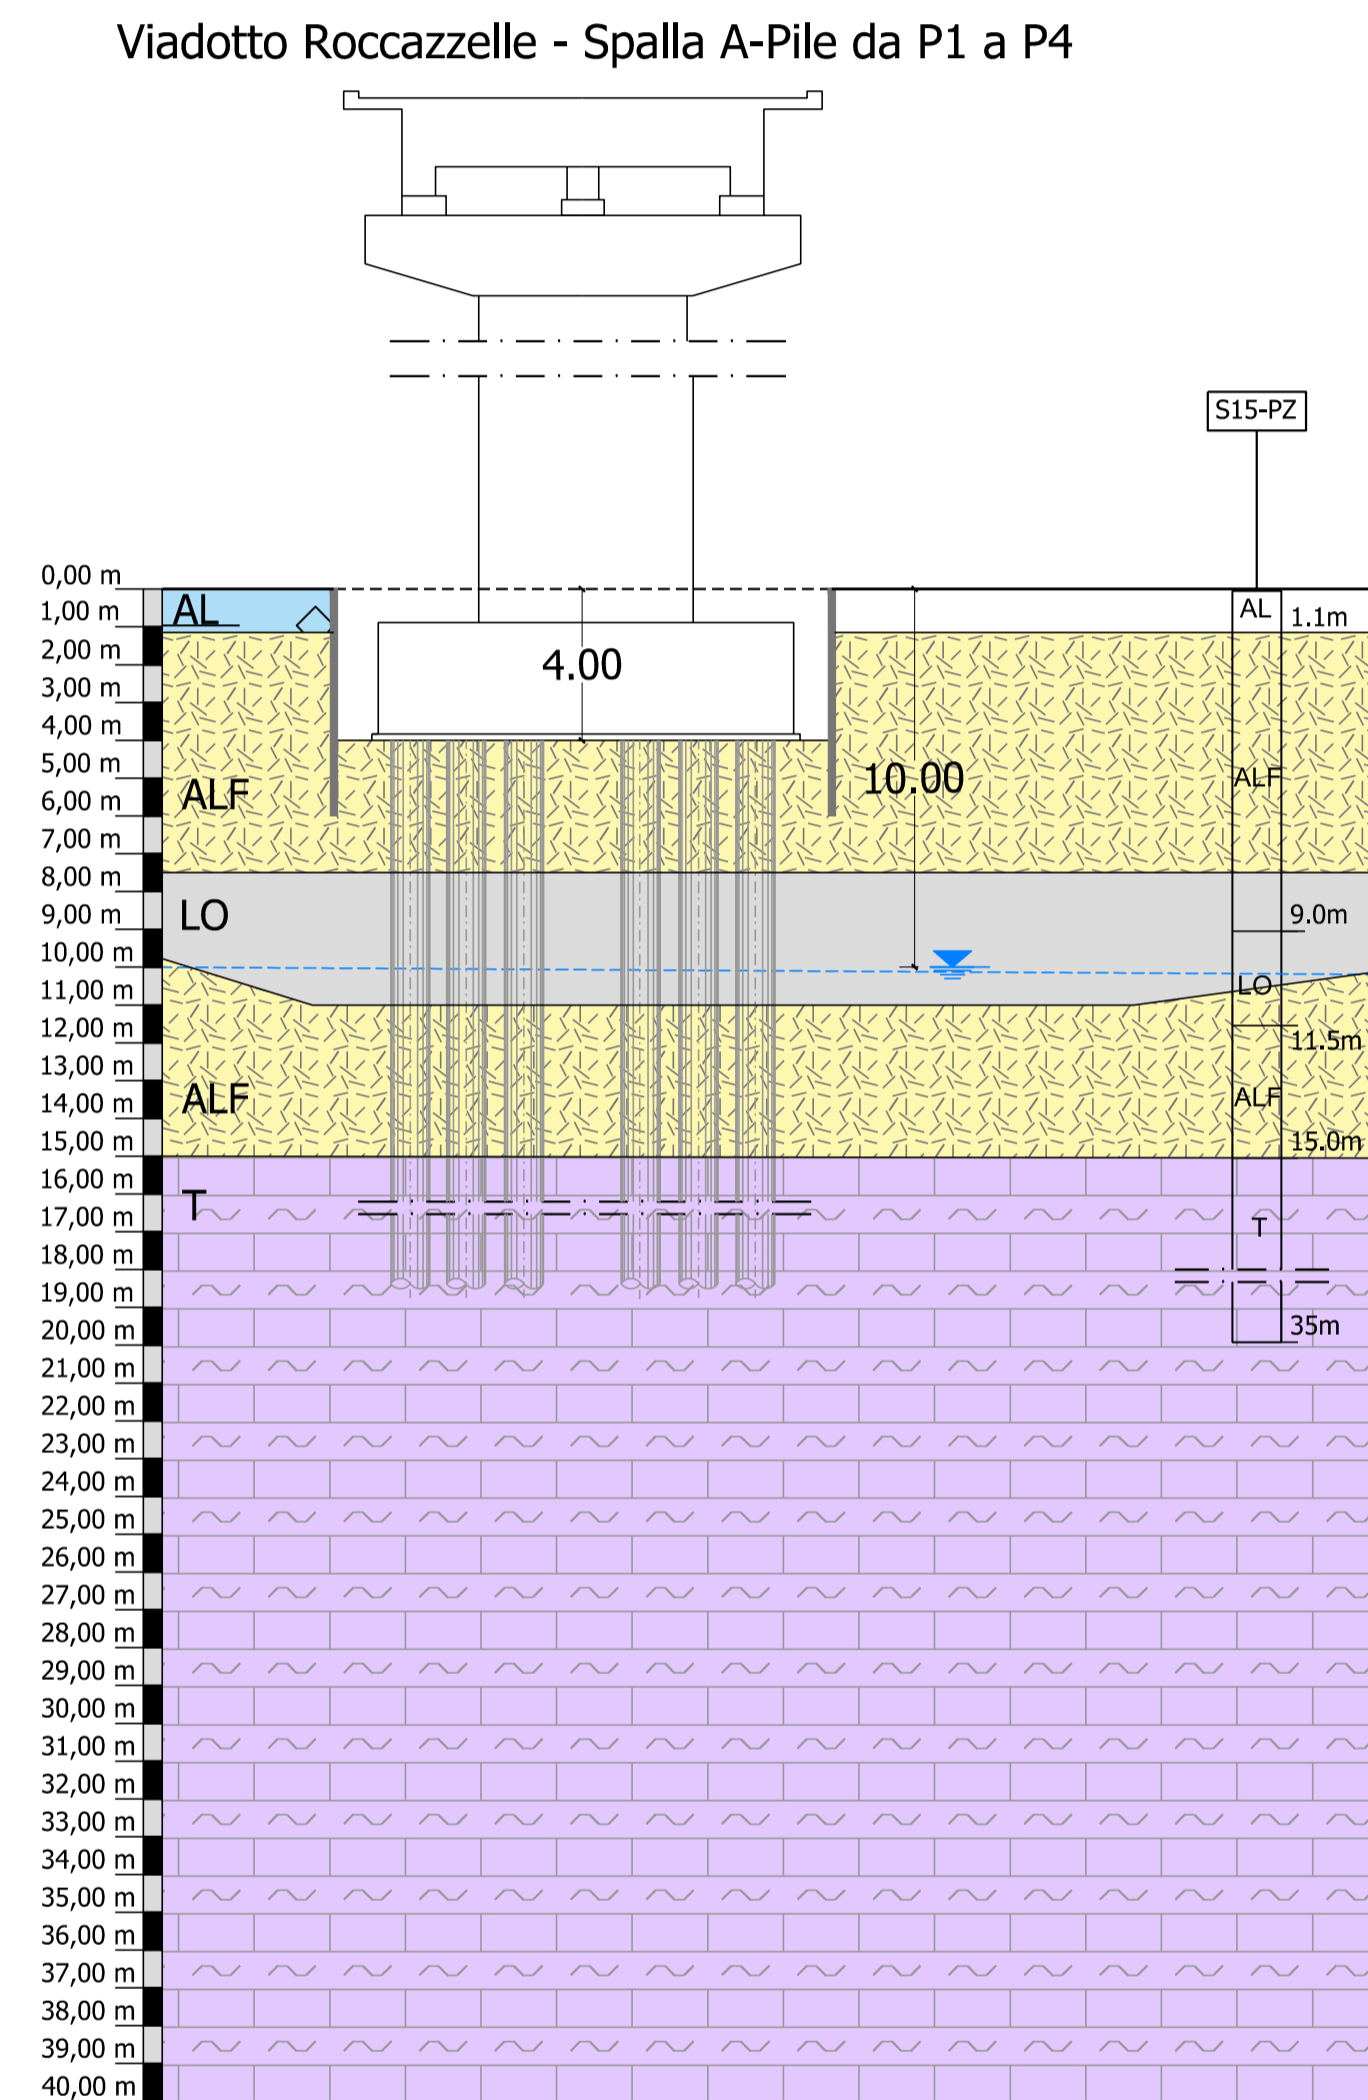 Viadotto Roccazzelle - Spalla A-Pile da P1 a P4
S15-PZ
0,00 m
1,00 m
AL
AL
1.1m
2,00 m
3,00 m
4.00
4,00 m
5,00 m
6,00 m
ALF
10.00
ALF
7,00 m
8,00 m
9,00 m
LO
9.0m
10,00 m
11,00 m
LO
12,00 m
11.5m
13,00 m
14,00 m
ALF
ALF
15,00 m
15.0m
16,00 m
T
17,00 m
T
18,00 m
19,00 m
20,00 m
35m
21,00 m
22,00 m
23,00 m
24,00 m
25,00 m
26,00 m
27,00 m
28,00 m
29,00 m
30,00 m
31,00 m
32,00 m
33,00 m
34,00 m
35,00 m
36,00 m
37,00 m
38,00 m
39,00 m
40,00 m